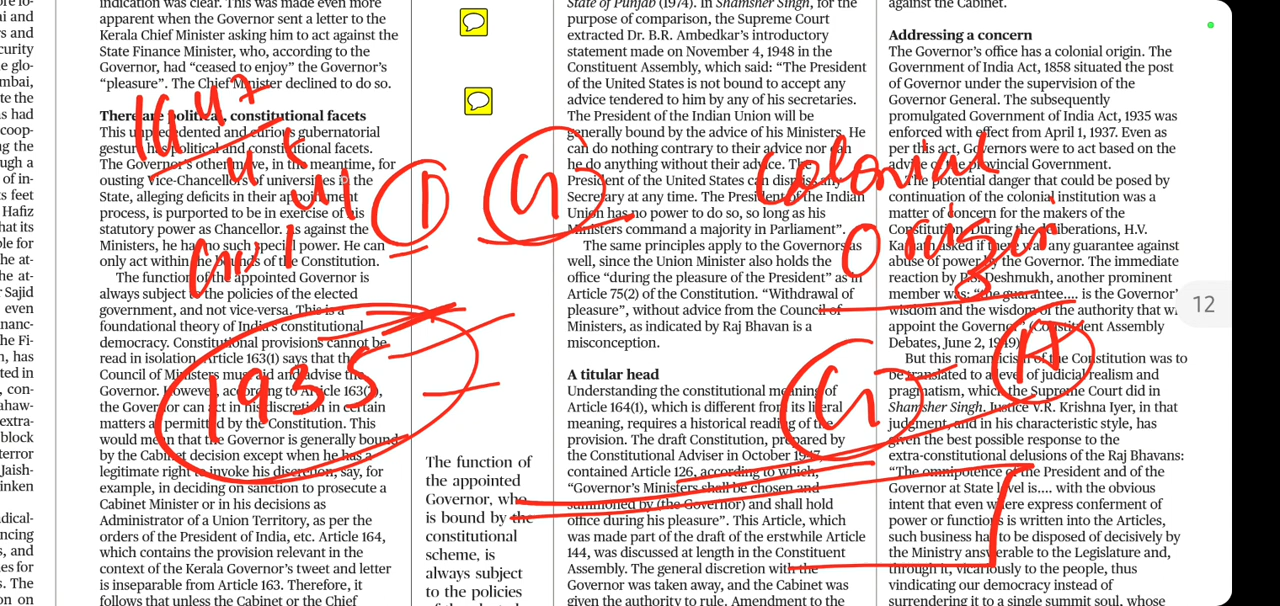 indication was clear. This was made even more
apparent when the Governor sent a letter to the
Kerala Chief Minister asking him to act against the
State Finance Minister, who, according to the
Governor, had “ceased to enjoy” the Governor’s
“pleasure”. The Chief Minister declined to do so.
There are political, constitutional facets
This unprecedented and curious gubernatorial
gesture has political and constitutional facets.
The Governor’s other move, in the meantime, for
ousting Vice-Chancellors of universities in the
State, alleging deficits in their appointment
process, is purported to be in exercise of his
statutory power as Chancellor. As against the
Ministers, he has no such special power. He can
only act within the bounds of the Constitution.
The function of the appointed Governor is
always subject to the policies of the elected
government, and not vice-versa. This is a
foundational theory of India’s constitutional
democracy. Constitutional provisions cannot be
read in isolation. Article 163(1) says that the
Council of Ministers must aid and advise the
Governor. However, according to Article 163(2),
the Governor can act in his discretion in certain
matters as permitted by the Constitution. This
would mean that the Governor is generally bound
by the Cabinet decision except when he has a
legitimate right to invoke his discretion, say, for
example, in deciding on sanction to prosecute a
Cabinet Minister or in his decisions as
Administrator of a Union Territory, as per the
orders of the President of India, etc. Article 164,
which contains the provision relevant in the
context of the Kerala Governor’s tweet and letter
is inseparable from Article 163. Therefore, it
follows that unless the Cabinet or the Chief
1935
The function of
the appointed
Governor, who
is bound by the
constitutional
scheme, is
always subject
to the policies
State of Punjab (1974). In Shamsher Singh, for the
purpose of comparison, the Supreme Court
extracted Dr. B.R. Ambedkar’s introductory
statement made on November 4, 1948 in the
Constituent Assembly, which said: “The President
of the United States is not bound to accept any
advice tendered to him by any of his secretaries.
The President of the Indian Union will be
generally bound by the advice of his Ministers. He
can do nothing contrary to their advice nor can
he do anything without their advice. The
President of the United States can dismiss any
Secretary at any time. The President of the Indian
Union has no power to do so, so long as his
Ministers command a majority in Parliament”.
The same principles apply to the Governors as
well, since the Union Minister also holds the
office “during the pleasure of the President” as in
Article 75(2) of the Constitution. “Withdrawal of
pleasure”, without advice from the Council of
Ministers, as indicated by Raj Bhavan is a
misconception.
A titular head
Understanding the constitutional meaning of
Article 164(1), which is different from its literal
meaning, requires a historical reading of the
provision. The draft Constitution, prepared by
the Constitutional Adviser in October 1947,
contained Article 126, according to which,
“Governor’s Ministers shall be chosen and
summoned by (the Governor) and shall hold
office during his pleasure”. This Article, which
was made part of the draft of the erstwhile Article
144, was discussed at length in the Constituent
Assembly. The general discretion with the
Governor was taken away, and the Cabinet was
given the authority to rule. Amendment to the
colonial
origin
against the Cabinet.
Addressing a concern
The Governor’s office has a colonial origin. The
Government of India Act, 1858 situated the post
of Governor under the supervision of the
Governor General. The subsequently
promulgated Government of India Act, 1935 was
enforced with effect from April 1, 1937. Even as
per this act, Governors were to act based on the
advice of the provincial Government.
The potential danger that could be posed by
continuation of the colonial institution was a
matter of concern for the makers of the
Constitution. During the deliberations, H.V.
Kamath asked if there was any guarantee against
abuse of power by the Governor. The immediate
reaction by P.S. Deshmukh, another prominent
member was: “the guarantee.... is the Governor’s
wisdom and the wisdom of the authority that
appoint the Governor” (Constituent Assembly
Debates, June 2, 1949).
But this romanticism of the Constitution was to
be translated to a level of judicial realism and
pragmatism, which the Supreme Court did in
Shamsher Singh. Justice V.R. Krishna Iyer, in that
judgment, and in his characteristic style, has
given the best possible response to the
extra-constitutional delusions of the Raj Bhavans:
“The omnipotence of the President and of the
Governor at State level is.... with the obvious
intent that even where express conferment of
power or functions is written into the Articles,
such business has to be disposed of decisively by
the Ministry answerable to the Legislature and,
through it, vicariously to the people, thus
vindicating our democracy instead of
surrendering it to a single summit soul, whose
12